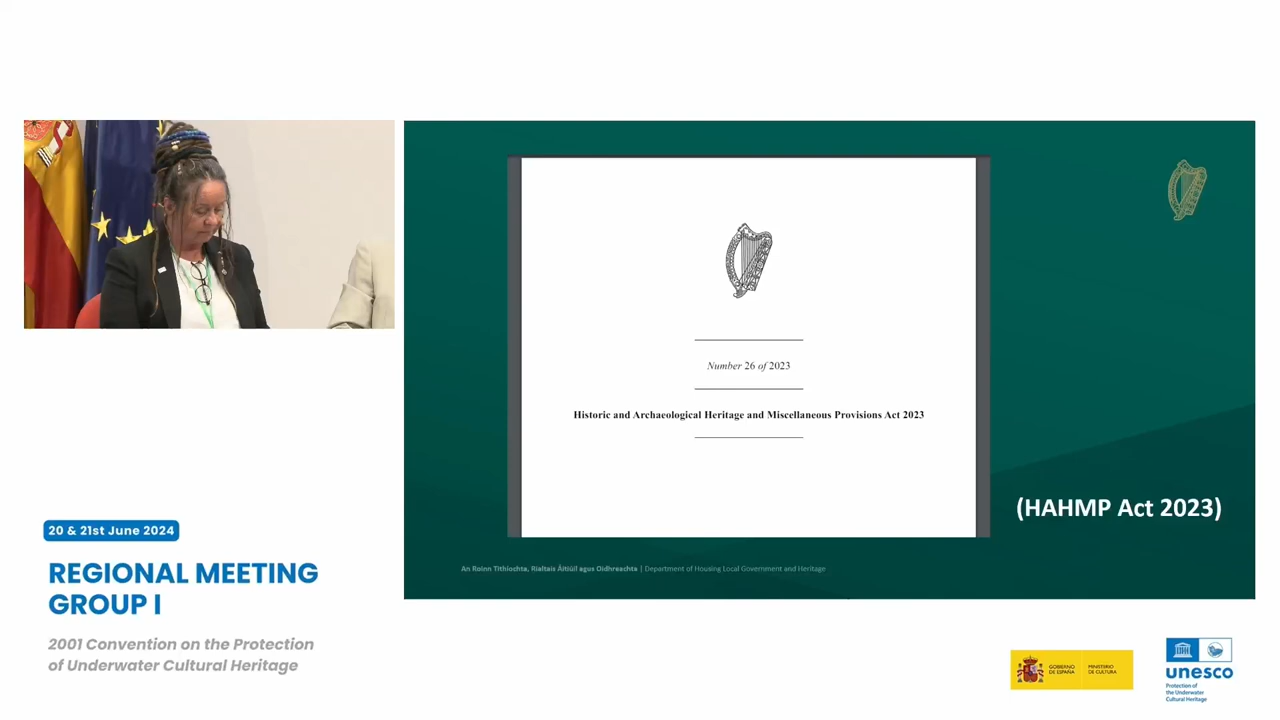 Number 26 of 2023
Historic and Archaeological Heritage and Miscellaneous Provisions Act 2023
(HAHMP Act 2023)
An Roinn Tithíochta, Rialtais Áitiúil agus Oidhreachta | Department of Housing Local Government and Heritage
20 & 21st June 2024
REGIONAL MEETING
GROUP I
2001 Convention on the Protection
of Underwater Cultural Heritage
GOBIERNO
DE ESPAÑA
MINISTERIO
DE CULTURA
unesco
Protection of
the Underwater
Cultural Heritage